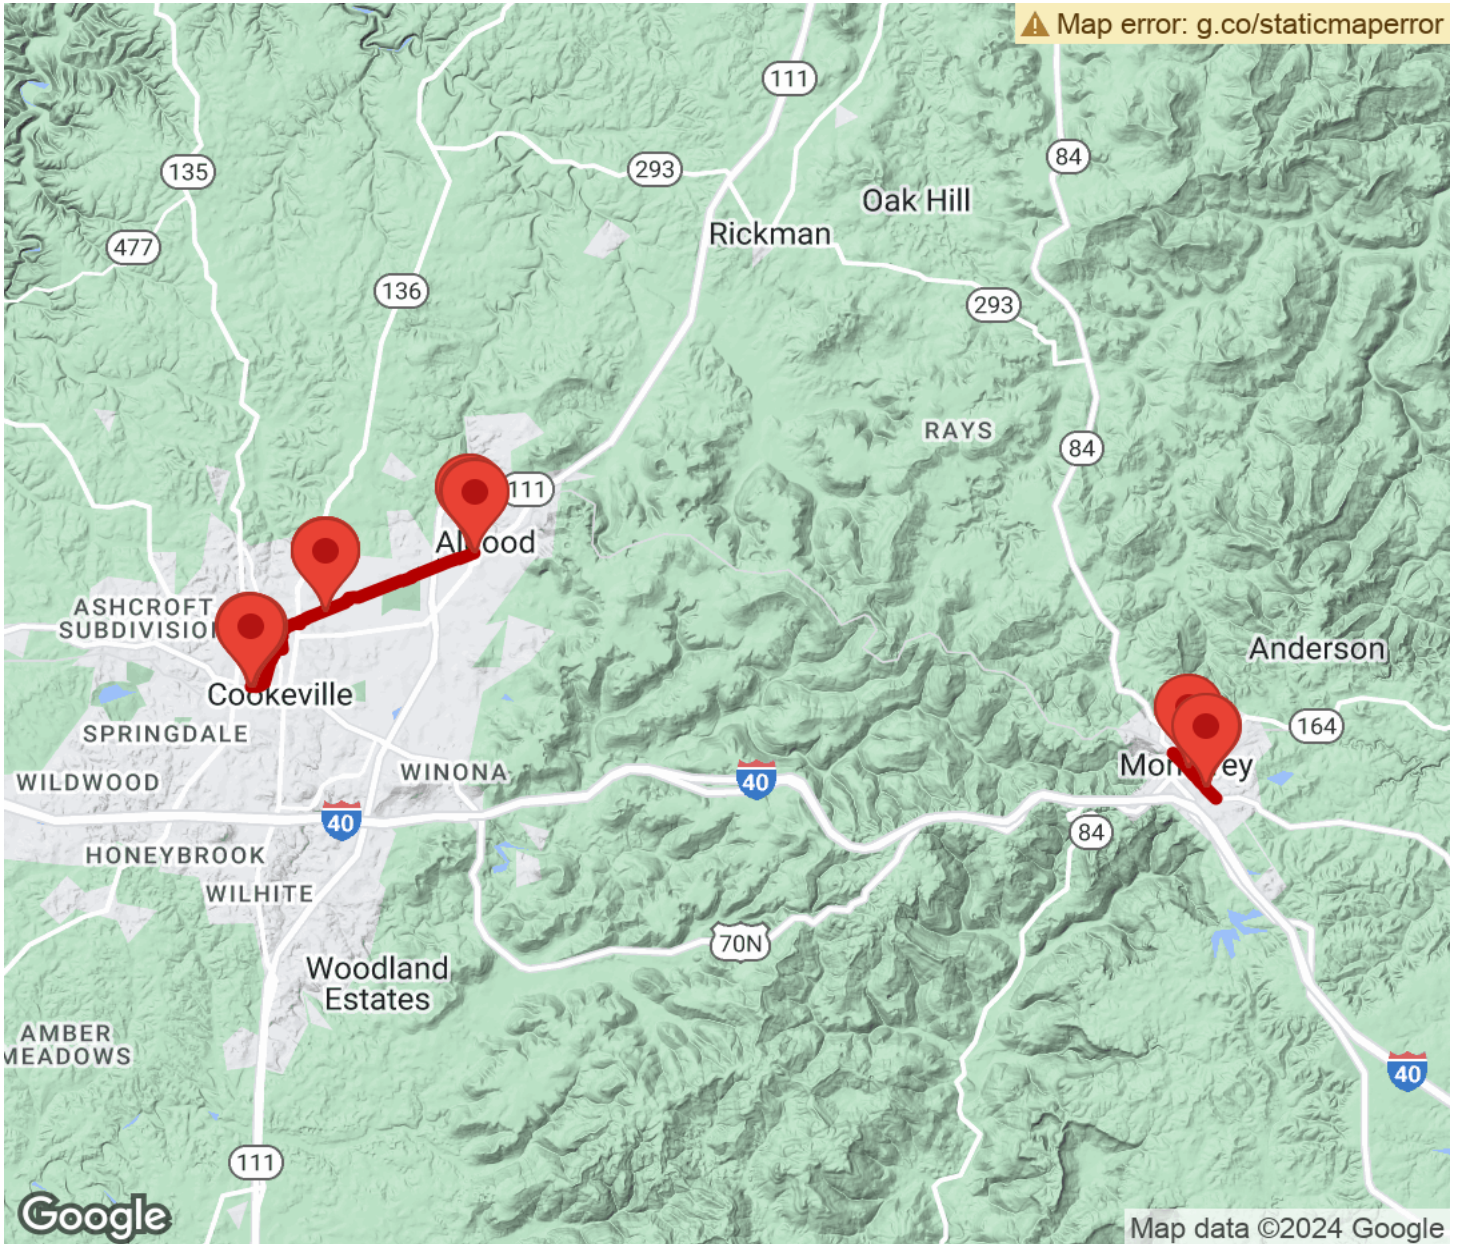 Map error: g.co/staticmaperror
111
84
135
293
Oak Hill
477
Rickman
136
293
RAYS
84
111
ASHCROFT
SUBDIVISION
Anderson
Cookeville
164
SPRINGDALE
WILDWOOD
WINONA
40
40
84
HONEYBROOK
WILHITE
70N
Woodland
Estates
AMBER
MEADOWS
40
111
Google
Map data ©2024 Google